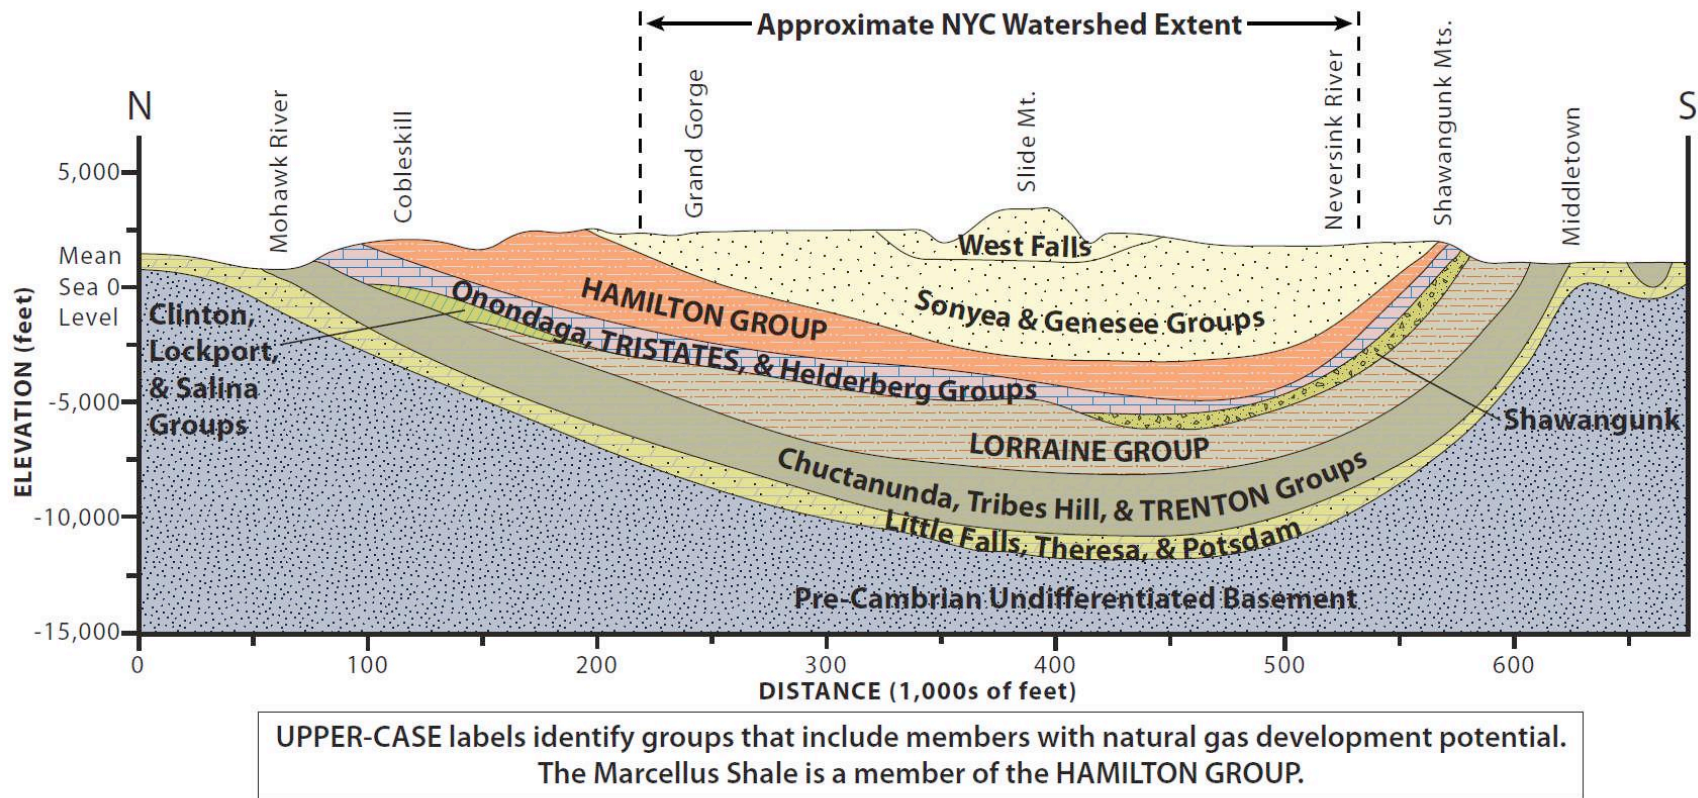 Approximate NYC Watershed Extent
N
S
Mohawk River
Cobleskill
Grand Gorge
Slide Mt.
Neversink River
Shawangunk Mts.
Middletown
ELEVATION (feet)
5,000
Mean
Sea 0
Level
-5,000
-10,000
-15,000
West Falls
Sonyea & Genesee Groups
HAMILTON GROUP
Onondaga, TRISTATES, & Helderberg Groups
Clinton,
Lockport,
& Salina
Groups
Shawangunk
LORRAINE GROUP
Chuctanunda, Tribes Hill, & TRENTON Groups
Little Falls, Theresa, & Potsdam
Pre-Cambrian Undifferentiated Basement
0 100 200 300 400 500 600
DISTANCE (1,000s of feet)
UPPER-CASE labels identify groups that include members with natural gas development potential.
The Marcellus Shale is a member of the HAMILTON GROUP.